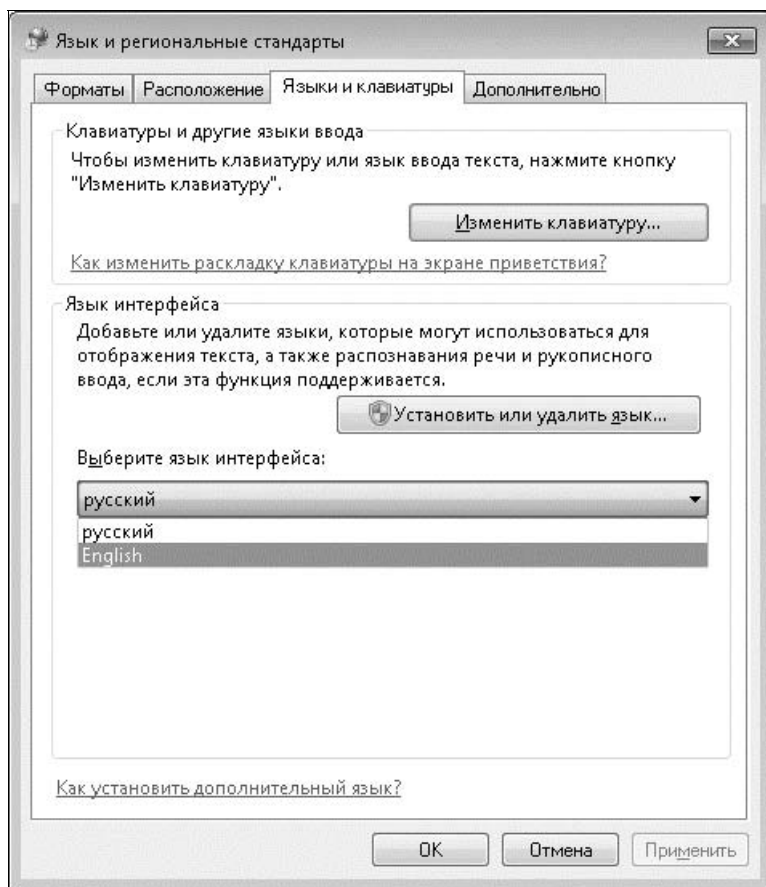 Язык и региональные стандарты
Форматы Расположение Языки и клавиатуры Дополнительно
Клавиатуры и другие языки ввода
Чтобы изменить клавиатуру или язык ввода текста, нажмите кнопку
"Изменить клавиатуру".
Изменить клавиатуру...
Как изменить раскладку клавиатуры на экране приветствия?
Язык интерфейса
Добавьте или удалите языки, которые могут использоваться для
отображения текста, а также распознавания речи и рукописного
ввода, если эта функция поддерживается.
Установить или удалить язык...
Выберите язык интерфейса:
русский
русский
English
Как установить дополнительный язык?
OK Отмена Применить